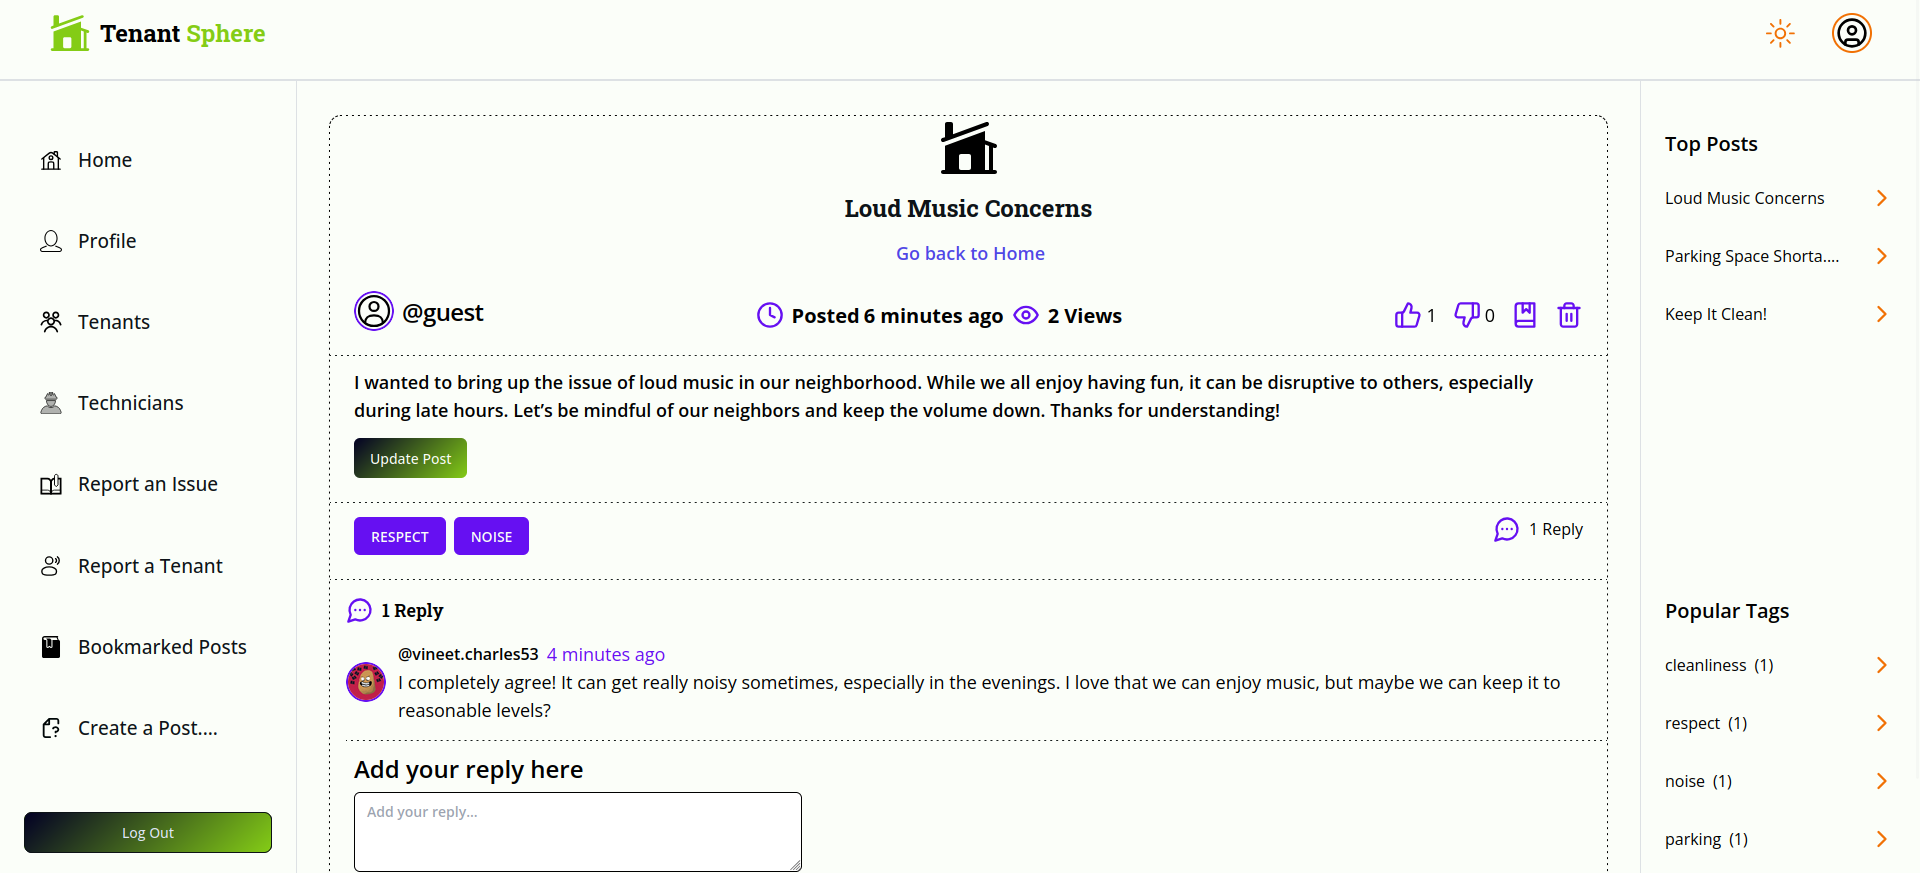 Tenant Sphere
Home
Profile
Tenants
Technicians
Report an Issue
Report a Tenant
Bookmarked Posts
Create a Post....
Log Out
Loud Music Concerns
Go back to Home
@guest
Posted 6 minutes ago
2 Views
1
0
I wanted to bring up the issue of loud music in our neighborhood. While we all enjoy having fun, it can be disruptive to others, especially
during late hours. Let’s be mindful of our neighbors and keep the volume down. Thanks for understanding!
Update Post
RESPECT
NOISE
1 Reply
1 Reply
@vineet.charles53 4 minutes ago
I completely agree! It can get really noisy sometimes, especially in the evenings. I love that we can enjoy music, but maybe we can keep it to
reasonable levels?
Add your reply here
Add your reply...
Top Posts
Loud Music Concerns
Parking Space Shorta....
Keep It Clean!
Popular Tags
cleanliness (1)
respect (1)
noise (1)
parking (1)